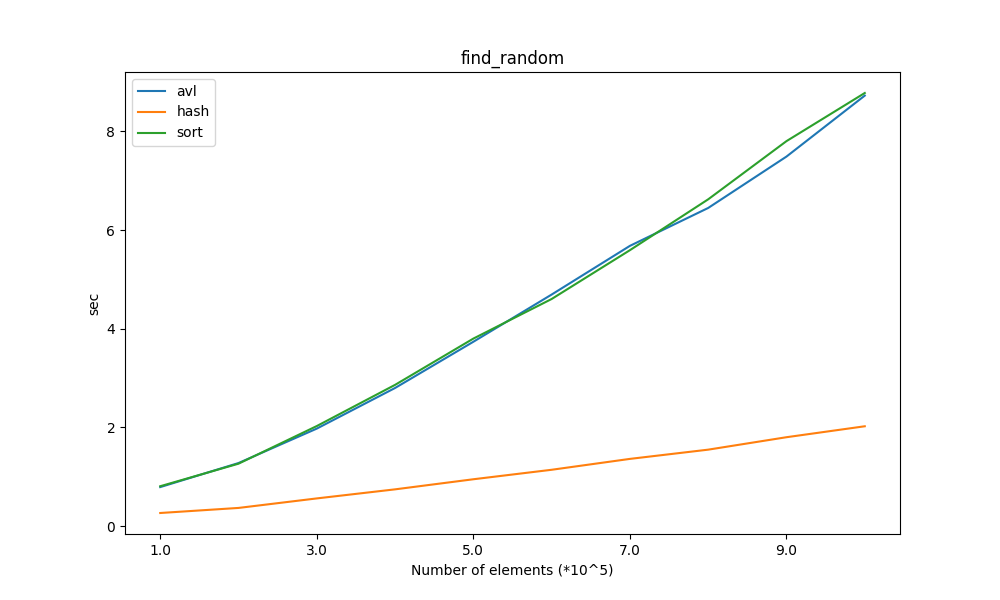 find_random
avl
hash
sort
8
6
4
2
0
sec
1.0 3.0 5.0 7.0 9.0
Number of elements (*10^5)